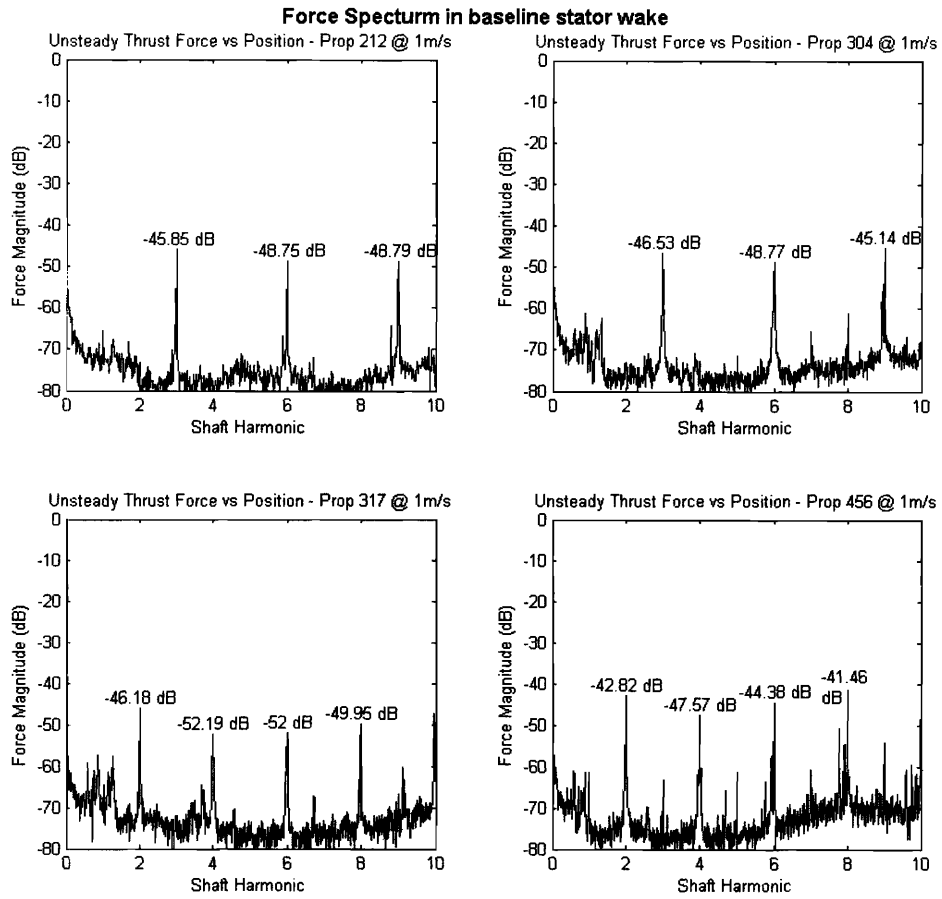 Force Specturm in baseline stator wake
Unsteady Thrust Force vs Position - Prop 212 @ 1m/s
0
-10
-20
-30
-40
-50
-60
-70
-80
Force Magnitude (dB)
-45.85 dB
-48.75 dB
-48.79 dB
0 2 4 6 8 10
Shaft Harmonic
Unsteady Thrust Force vs Position - Prop 304 @ 1m/s
0
-10
-20
-30
-40
-50
-60
-70
-80
Force Magnitude (dB)
-46.53 dB
-48.77 dB
-45.14 dB
0 2 4 6 8 10
Shaft Harmonic
Unsteady Thrust Force vs Position - Prop 317 @ 1m/s
0
-10
-20
-30
-40
-50
-60
-70
-80
Force Magnitude (dB)
-46.18 dB
-52.19 dB
-52 dB
-49.95 dB
0 2 4 6 8 10
Shaft Harmonic
Unsteady Thrust Force vs Position - Prop 456 @ 1m/s
0
-10
-20
-30
-40
-50
-60
-70
-80
Force Magnitude (dB)
-42.82 dB
-47.57 dB
-44.38 dB
-41.46
dB
0 2 4 6 8 10
Shaft Harmonic